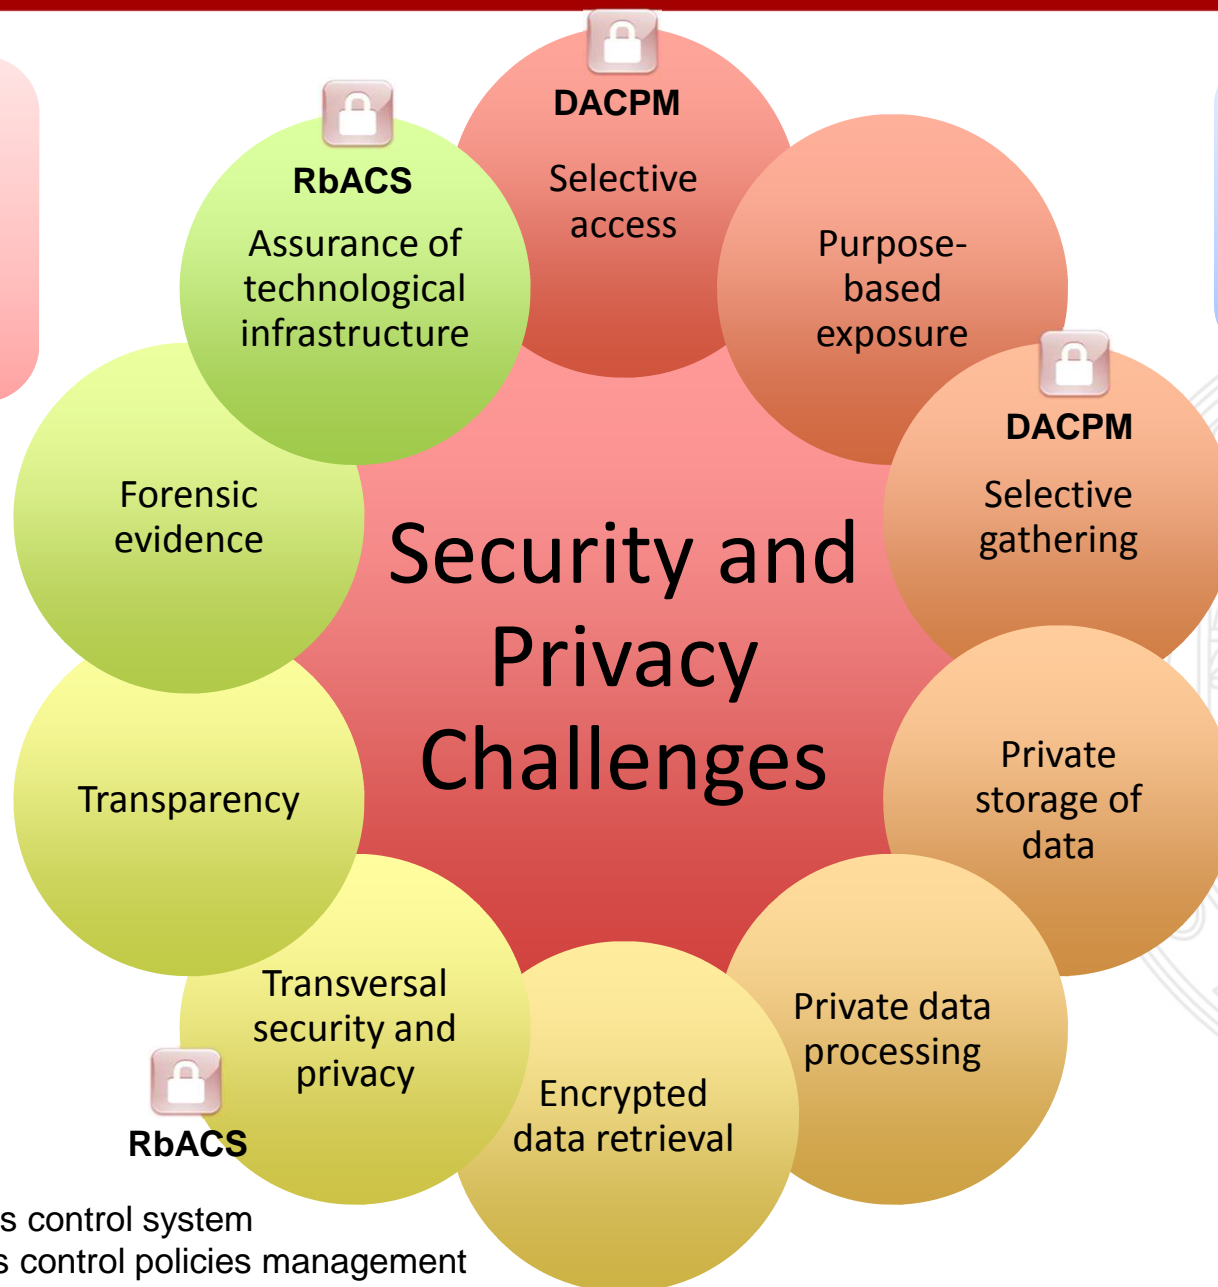 DACPM
Selective
access
RbACS
Assurance of
technological
infrastructure
Purpose-
based
exposure
DACPM
Selective
gathering
Forensic
evidence
Security and
Privacy
Challenges
Private
storage of
data
Transparency
Private data
processing
Transversal
security and
privacy
RbACS
Encrypted
data retrieval
s control system
s control policies management